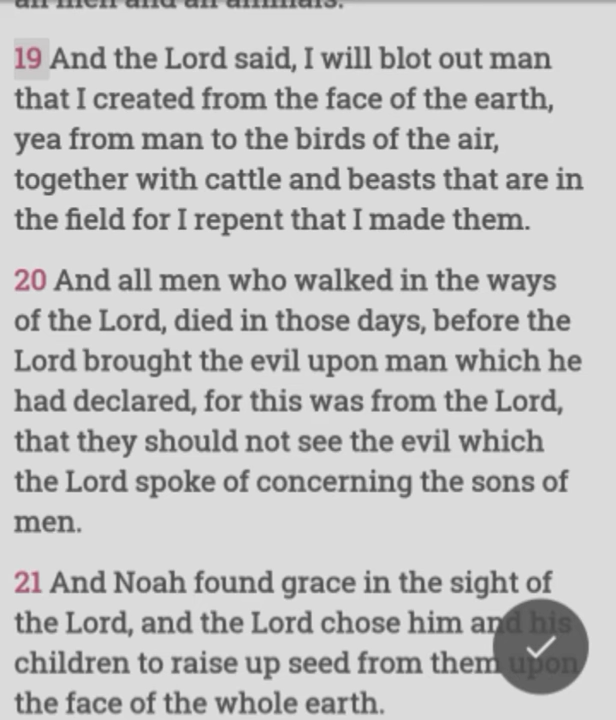 all men and all animals.
19 And the Lord said, I will blot out man
that I created from the face of the earth,
yea from man to the birds of the air,
together with cattle and beasts that are in
the field for I repent that I made them.
20 And all men who walked in the ways
of the Lord, died in those days, before the
Lord brought the evil upon man which he
had declared, for this was from the Lord,
that they should not see the evil which
the Lord spoke of concerning the sons of
men.
21 And Noah found grace in the sight of
the Lord, and the Lord chose him and his
children to raise up seed from them upon
the face of the whole earth.